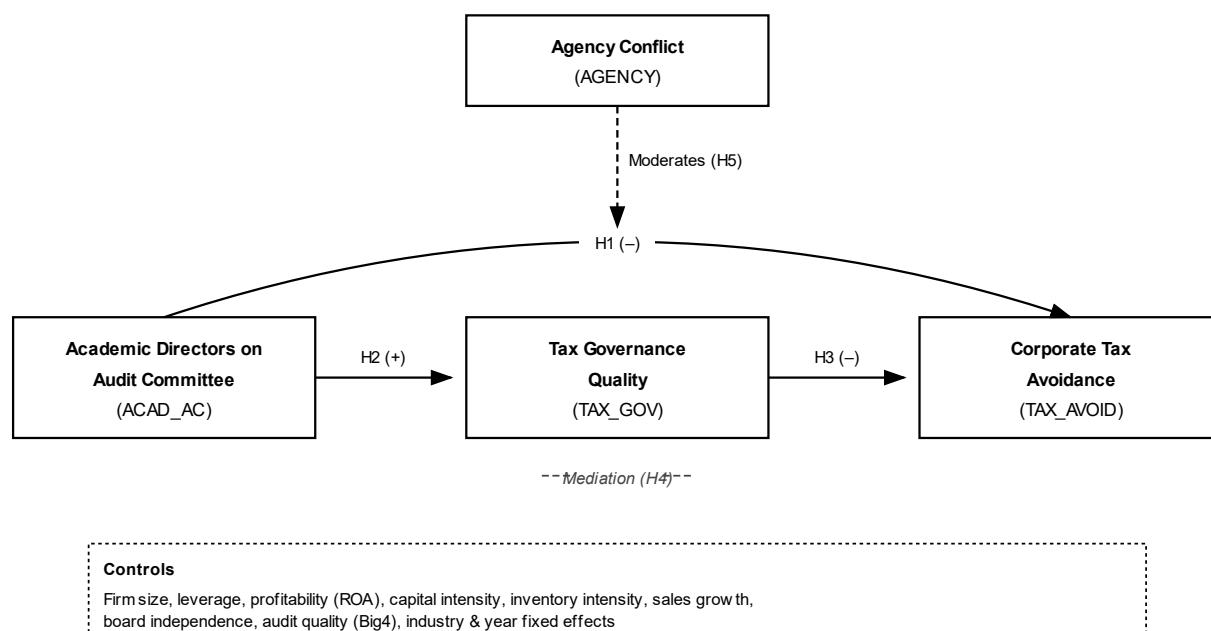 Agency Conflict
(AGENCY)
Moderates (H5)
H1 (–)
Academic Directors on
Audit Committee
(ACAD_AC)
H2 (+)
Tax Governance
Quality
(TAX_GOV)
H3 (–)
Corporate Tax
Avoidance
(TAX_AVOID)
Mediation (H4)
Controls
Firm size, leverage, profitability (ROA), capital intensity, inventory intensity, sales growth,
board independence, audit quality (Big4), industry & year fixed effects